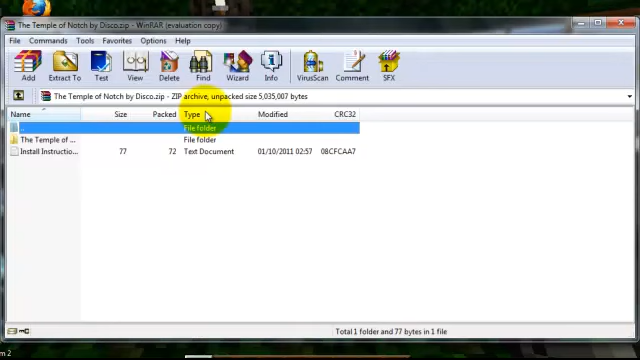 The Temple of Notch by Disco.zip - WinRAR (evaluation copy)
File Commands Tools Favorites Options Help
Add Extract To Test View Delete Find Wizard Info VirusScan Comment SFX
The Temple of Notch by Disco.zip - ZIP archive, unpacked size 5,035,007 bytes
Name Size Packed Type Modified CRC32
.. File folder
The Temple of ... File folder
Install Instructio... 77 72 Text Document 01/10/2011 02:57 08CFCAA7
Total 1 folder and 77 bytes in 1 file
m 2